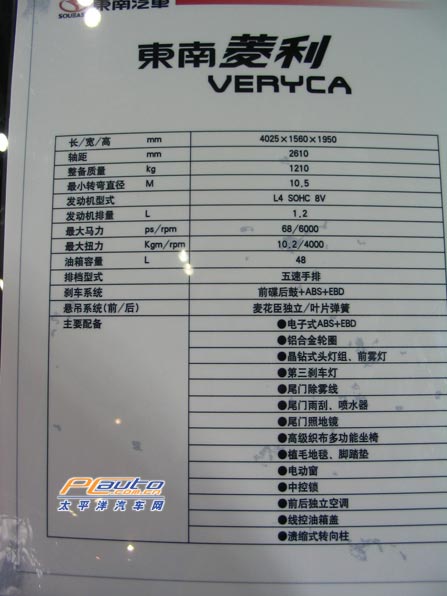 SOUEAST 東南汽車
東南菱利
VERYCA
长/宽/高 mm 4025×1560×1950
轴距 mm 2610
整备质量 kg 1210
最小转弯直径 M 10.5
发动机型式 L4 SOHC 8V
发动机排量 L 1.2
最大马力 ps/rpm 68/6000
最大扭力 Kgm/rpm 10.2/4000
油箱容量 L 48
排档型式 五速手排
刹车系统 前碟后鼓+ABS+EBD
悬吊系统(前/后) 麦花臣独立/叶片弹簧
主要配备 ●电子式ABS+EBD
●铝合金轮圈
●晶钻式头灯组、前雾灯
●第三刹车灯
●尾门除雾线
●尾门雨刮、喷水器
●尾门照地镜
●高级织布多功能坐椅
●植毛地毯、脚踏垫
●电动窗
●中控锁
●前后独立空调
●线控油箱盖
●溃缩式转向柱
PCauto
.com.cn
太平洋汽车网